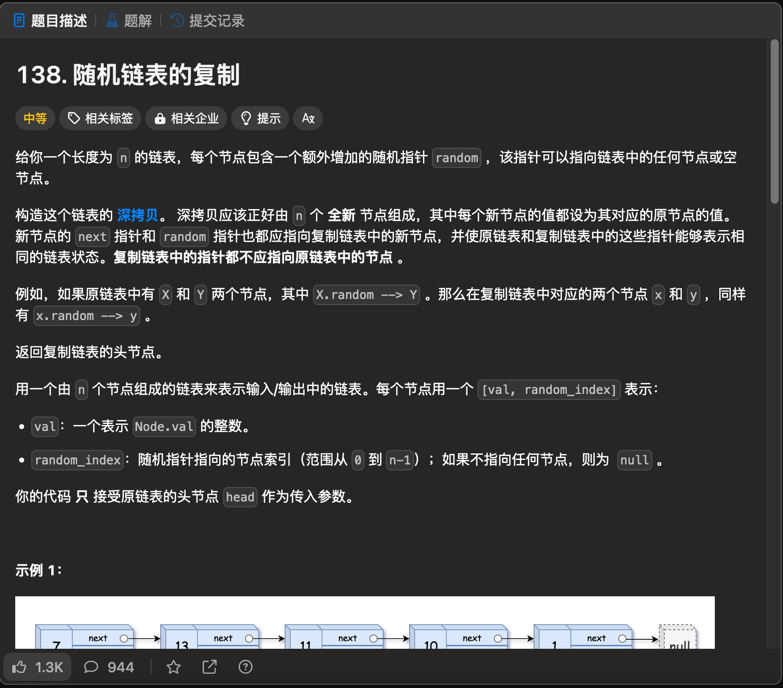 题目描述 题解 提交记录
138. 随机链表的复制
中等 相关标签 相关企业 提示 Aえ
给你一个长度为 n 的链表，每个节点包含一个额外增加的随机指针 random ，该指针可以指向链表中的任何节点或空
节点。
构造这个链表的 深拷贝。 深拷贝应该正好由 n 个 全新 节点组成，其中每个新节点的值都设为其对应的原节点的值。
新节点的 next 指针和 random 指针也都应指向复制链表中的新节点，并使原链表和复制链表中的这些指针能够表示相
同的链表状态。复制链表中的指针都不应指向原链表中的节点 。
例如，如果原链表中有 X 和 Y 两个节点，其中 X.random --> Y 。那么在复制链表中对应的两个节点 x 和 y ，同样
有 x.random --> y 。
返回复制链表的头节点。
用一个由 n 个节点组成的链表来表示输入/输出中的链表。每个节点用一个 [val, random_index] 表示：
• val：一个表示 Node.val 的整数。
• random_index：随机指针指向的节点索引（范围从 0 到 n-1）；如果不指向任何节点，则为 null 。
你的代码 只 接受原链表的头节点 head 作为传入参数。
示例 1：
next next next next next
7 13 11 10 1 null
1.3K 944